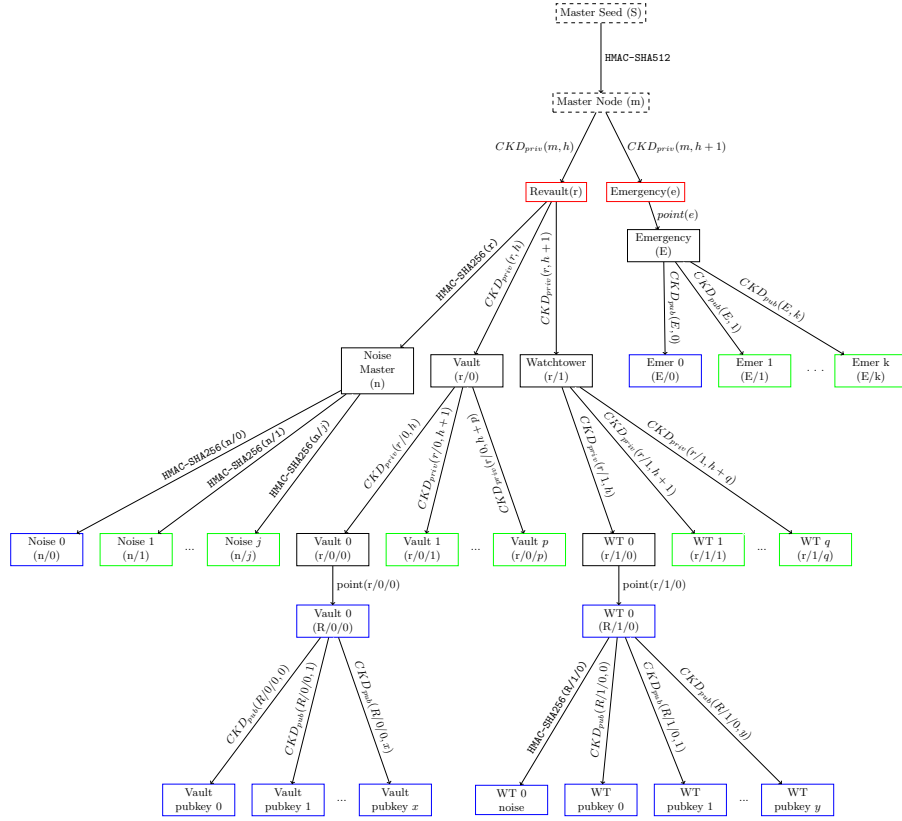 Master Seed (S)
HMAC-SHA512
Master Node (m)
CKD_priv(m, h)
CKD_priv(m, h + 1)
Revault(r)
Emergency(e)
point(e)
Emergency
(E)
HMAC-SHA256(r)
CKD_priv(r, h)
CKD_priv(r, h + 1)
CKD_pub(E, 0)
CKD_pub(E, 1)
CKD_pub(E, k)
Noise
Master
(n)
Vault
(r/0)
Watchtower
(r/1)
Emer 0
(E/0)
Emer 1
(E/1)
. . .
Emer k
(E/k)
HMAC-SHA256(n/0)
HMAC-SHA256(n/1)
HMAC-SHA256(n/j)
CKD_priv(r/0, h)
CKD_priv(r/0, h + 1)
CKD_priv(r/0, h + p)
CKD_priv(r/1, h)
CKD_priv(r/1, h + 1)
CKD_priv(r/1, h + q)
Noise 0
(n/0)
Noise 1
(n/1)
...
Noise j
(n/j)
Vault 0
(r/0/0)
Vault 1
(r/0/1)
...
Vault p
(r/0/p)
WT 0
(r/1/0)
WT 1
(r/1/1)
...
WT q
(r/1/q)
point(r/0/0)
point(r/1/0)
Vault 0
(R/0/0)
WT 0
(R/1/0)
CKD_pub(R/0/0, 0)
CKD_pub(R/0/0, 1)
CKD_pub(R/0/0, x)
HMAC-SHA256(R/1/0)
CKD_pub(R/1/0, 0)
CKD_pub(R/1/0, 1)
CKD_pub(R/1/0, y)
Vault
pubkey 0
Vault
pubkey 1
...
Vault
pubkey x
WT 0
noise
WT
pubkey 0
WT
pubkey 1
...
WT
pubkey y